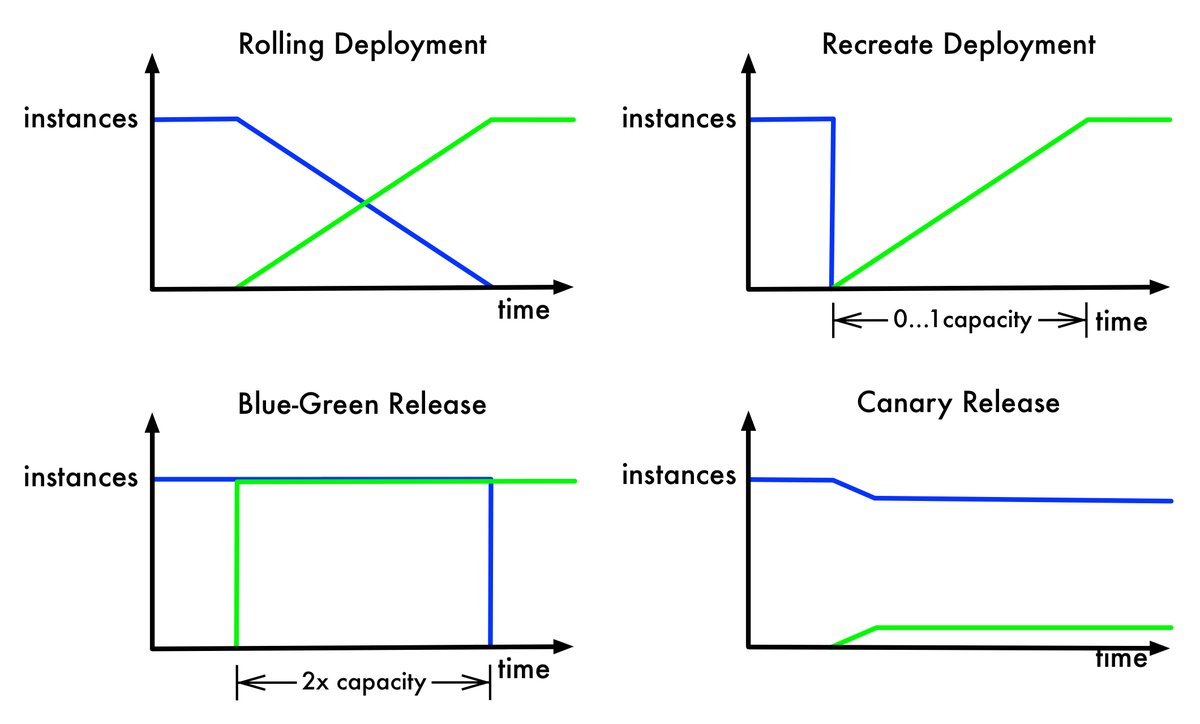 Rolling Deployment
instances
time
Recreate Deployment
instances
0...1capacity
time
Blue-Green Release
instances
time
2x capacity
Canary Release
instances
time